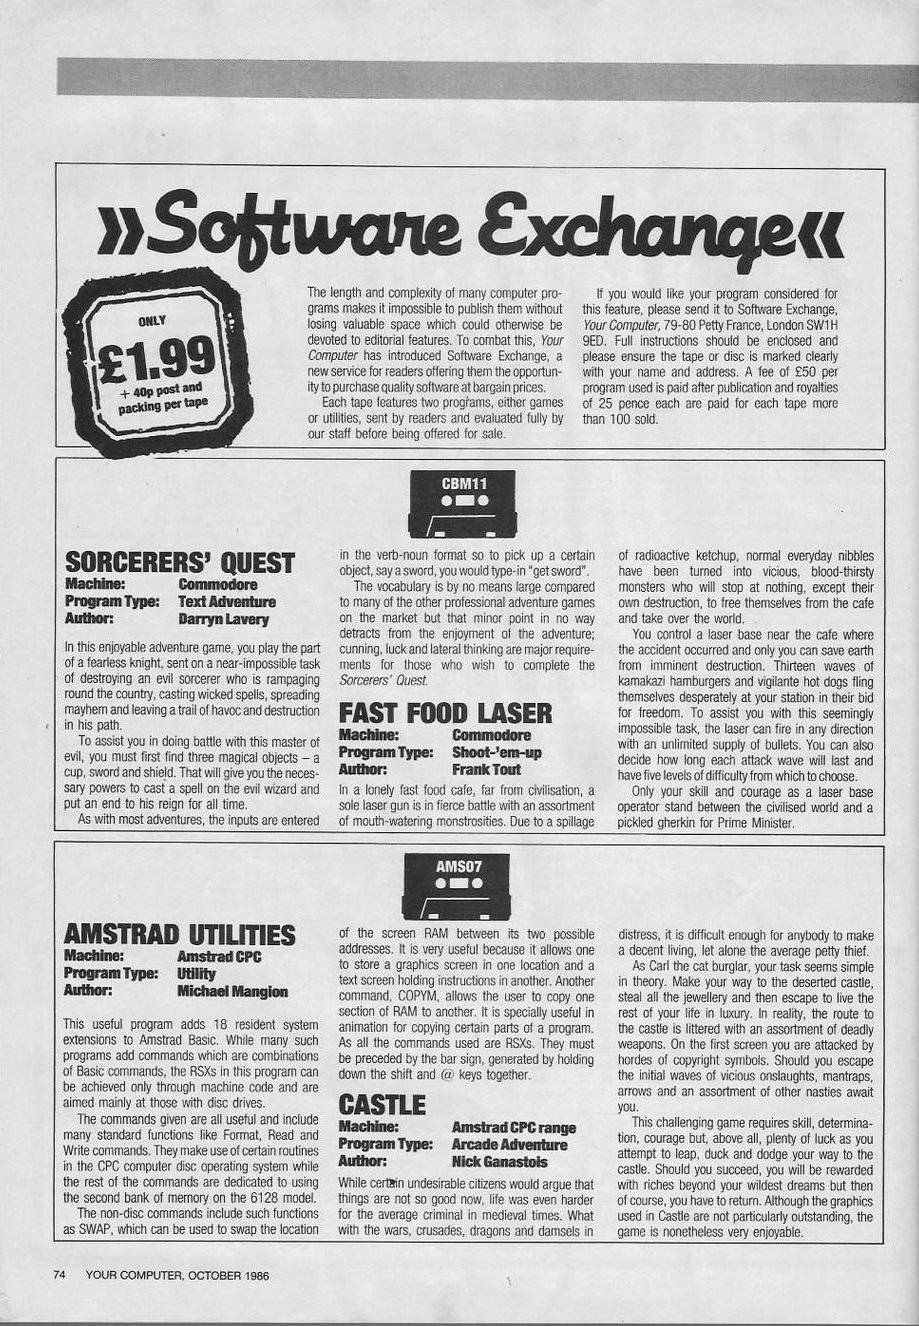 »Software Exchange«
ONLY
£1.99
+ 40p post and
packing per tape
The length and complexity of many computer pro-
grams makes it impossible to publish them without
losing valuable space which could otherwise be
devoted to editorial features. To combat this, Your
Computer has introduced Software Exchange, a
new service for readers offering them the opportun-
ity to purchase quality software at bargain prices.
Each tape features two programs, either games
or utilities, sent by readers and evaluated fully by
our staff before being offered for sale.
If you would like your program considered for
this feature, please send it to Software Exchange,
Your Computer, 79-80 Petty France, London SW1H
9ED. Full instructions should be enclosed and
please ensure the tape or disc is marked clearly
with your name and address. A fee of £50 per
program used is paid after publication and royalties
of 25 pence each are paid for each tape more
than 100 sold.
CBM11
SORCERERS' QUEST
Machine: Commodore
Program Type: Text Adventure
Author: Darryn Lavery
In this enjoyable adventure game, you play the part
of a fearless knight, sent on a near-impossible task
of destroying an evil sorcerer who is rampaging
round the country, casting wicked spells, spreading
mayhem and leaving a trail of havoc and destruction
in his path.
To assist you in doing battle with this master of
evil, you must first find three magical objects – a
cup, sword and shield. That will give you the neces-
sary powers to cast a spell on the evil wizard and
put an end to his reign for all time.
As with most adventures, the inputs are entered
in the verb-noun format so to pick up a certain
object, say a sword, you would type-in "get sword".
The vocabulary is by no means large compared
to many of the other professional adventure games
on the market but that minor point in no way
detracts from the enjoyment of the adventure;
cunning, luck and lateral thinking are major require-
ments for those who wish to complete the
Sorcerers' Quest.
FAST FOOD LASER
Machine: Commodore
Program Type: Shoot-'em-up
Author: Frank Tout
In a lonely fast food cafe, far from civilisation, a
sole laser gun is in fierce battle with an assortment
of mouth-watering monstrosities. Due to a spillage
of radioactive ketchup, normal everyday nibbles
have been turned into vicious, blood-thirsty
monsters who will stop at nothing, except their
own destruction, to free themselves from the cafe
and take over the world.
You control a laser base near the cafe where
the accident occurred and only you can save earth
from imminent destruction. Thirteen waves of
kamakazi hamburgers and vigilante hot dogs fling
themselves desperately at your station in their bid
for freedom. To assist you with this seemingly
impossible task, the laser can fire in any direction
with an unlimited supply of bullets. You can also
decide how long each attack wave will last and
have five levels of difficulty from which to choose.
Only your skill and courage as a laser base
operator stand between the civilised world and a
pickled gherkin for Prime Minister.
AMS07
AMSTRAD UTILITIES
Machine: Amstrad CPC
Program Type: Utility
Author: Michael Mangion
This useful program adds 18 resident system
extensions to Amstrad Basic. While many such
programs add commands which are combinations
of Basic commands, the RSXs in this program can
be achieved only through machine code and are
aimed mainly at those with disc drives.
The commands given are all useful and include
many standard functions like Format, Read and
Write commands. They make use of certain routines
in the CPC computer disc operating system while
the rest of the commands are dedicated to using
the second bank of memory on the 6128 model.
The non-disc commands include such functions
as SWAP, which can be used to swap the location
of the screen RAM between its two possible
addresses. It is very useful because it allows one
to store a graphics screen in one location and a
text screen holding instructions in another. Another
command, COPYM, allows the user to copy one
section of RAM to another. It is specially useful in
animation for copying certain parts of a program.
As all the commands used are RSXs. They must
be preceded by the bar sign, generated by holding
down the shift and @ keys together.
CASTLE
Machine: Amstrad CPC range
Program Type: Arcade Adventure
Author: Nick Ganastois
While certain undesirable citizens would argue that
things are not so good now, life was even harder
for the average criminal in medieval times. What
with the wars, crusades, dragons and damsels in
distress, it is difficult enough for anybody to make
a decent living, let alone the average petty thief.
As Carl the cat burglar, your task seems simple
in theory. Make your way to the deserted castle,
steal all the jewellery and then escape to live the
rest of your life in luxury. In reality, the route to
the castle is littered with an assortment of deadly
weapons. On the first screen you are attacked by
hordes of copyright symbols. Should you escape
the initial waves of vicious onslaughts, mantraps,
arrows and an assortment of other nasties await
you.
This challenging game requires skill, determina-
tion, courage but, above all, plenty of luck as you
attempt to leap, duck and dodge your way to the
castle. Should you succeed, you will be rewarded
with riches beyond your wildest dreams but then
of course, you have to return. Although the graphics
used in Castle are not particularly outstanding, the
game is nonetheless very enjoyable.
74 YOUR COMPUTER, OCTOBER 1986